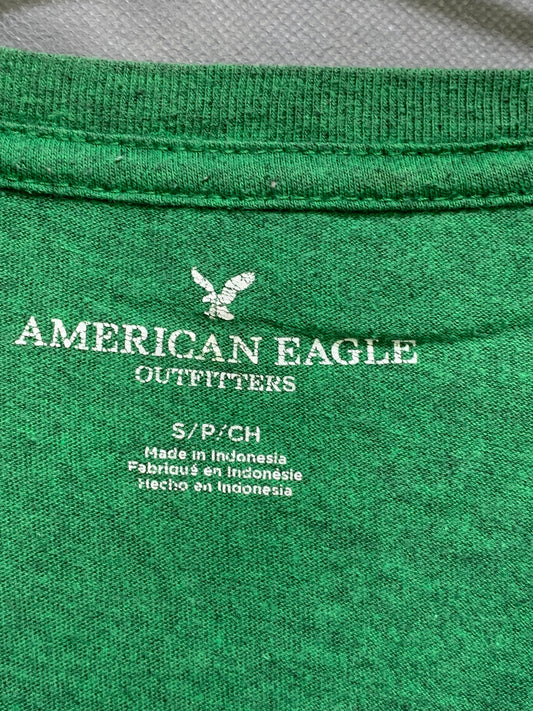 AMERICAN EAGLE
OUTFITTERS
S/P/CH
Made in Indonesia
Fabriqué en Indonésie
Hecho en Indonesia